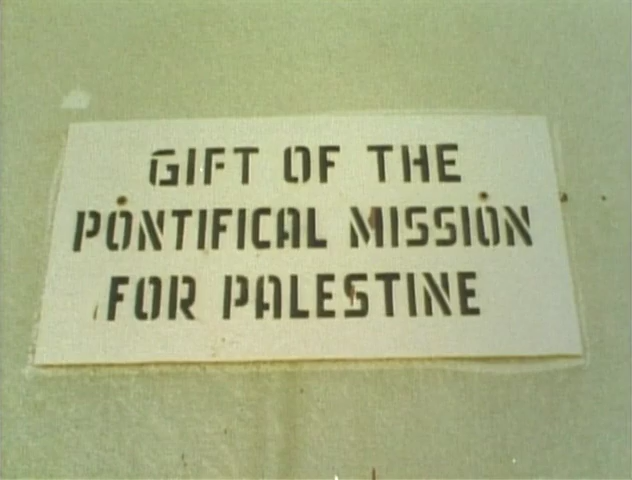 GIFT OF THE
PONTIFICAL MISSION
FOR PALESTINE